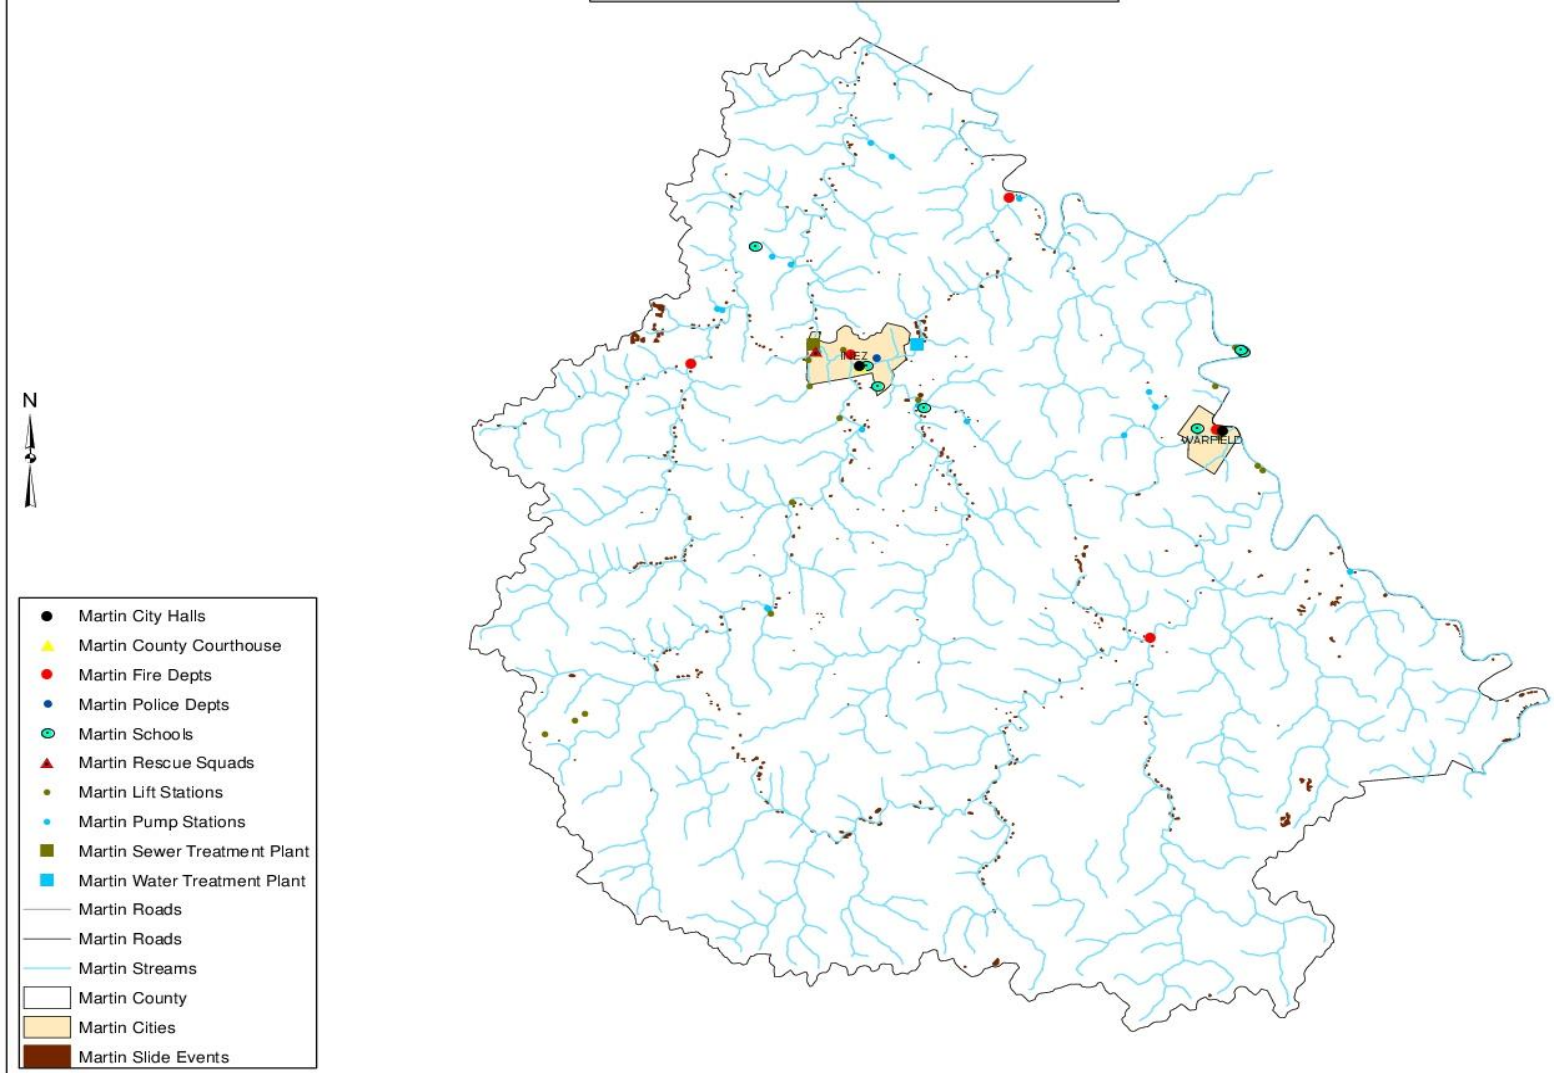 INEZ
N
WARFIELD
Martin City Halls
Martin County Courthouse
Martin Fire Depts
Martin Police Depts
Martin Schools
Martin Rescue Squads
Martin Lift Stations
Martin Pump Stations
Martin Sewer Treatment Plant
Martin Water Treatment Plant
Martin Roads
Martin Roads
Martin Streams
Martin County
Martin Cities
Martin Slide Events